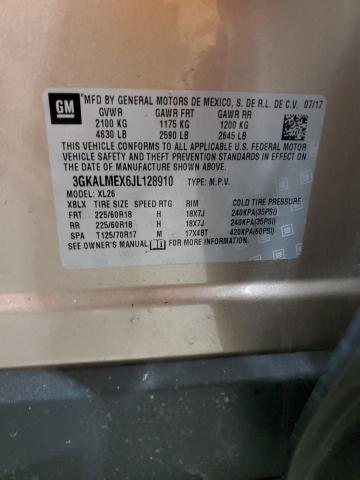 GM
MFD BY GENERAL MOTORS DE MEXICO, S. DE R.L. DE C.V. 07/17
GVWR GAWR FRT GAWR RR
2100 KG 1175 KG 1200 KG
4630 LB 2590 LB 2645 LB
THIS VEHICLE CONFORMS TO ALL APPLICABLE U.S. FEDERAL MOTOR
VEHICLE SAFETY, BUMPER, AND THEFT PREVENTION STANDARDS IN EFFECT
ON THE DATE OF MANUFACTURE SHOWN ABOVE.
3GKALMEX6JL128910 TYPE: M.P.V.
MODEL: XL26
TIRE SIZE SPEED RTG RIM COLD TIRE PRESSURE
FRT 225/60R18 H 18X7J 240KPA(35PSI)
RR 225/60R18 H 18X7J 240KPA(35PSI)
SPA T125/70R17 M 17X4BT 420KPA(60PSI)
SEE OWNER'S MANUAL FOR MORE INFORMATION